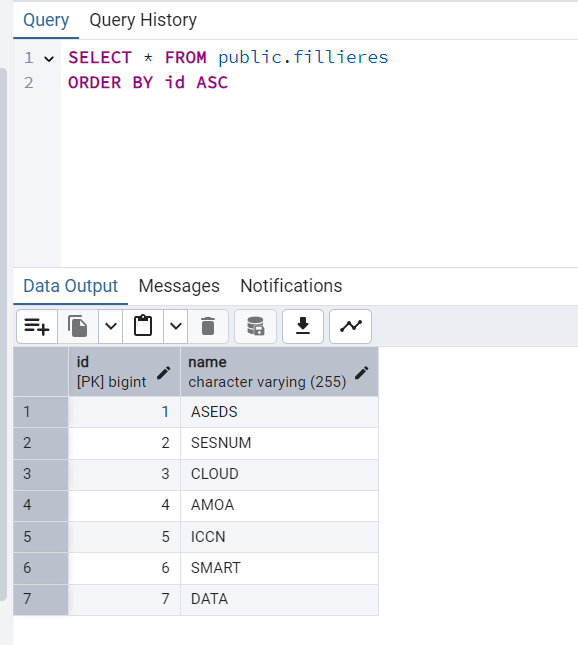 Query Query History
1 SELECT * FROM public.fillieres
2 ORDER BY id ASC
Data Output Messages Notifications
id name
[PK] bigint character varying (255)
1 1 ASEDS
2 2 SESNUM
3 3 CLOUD
4 4 AMOA
5 5 ICCN
6 6 SMART
7 7 DATA